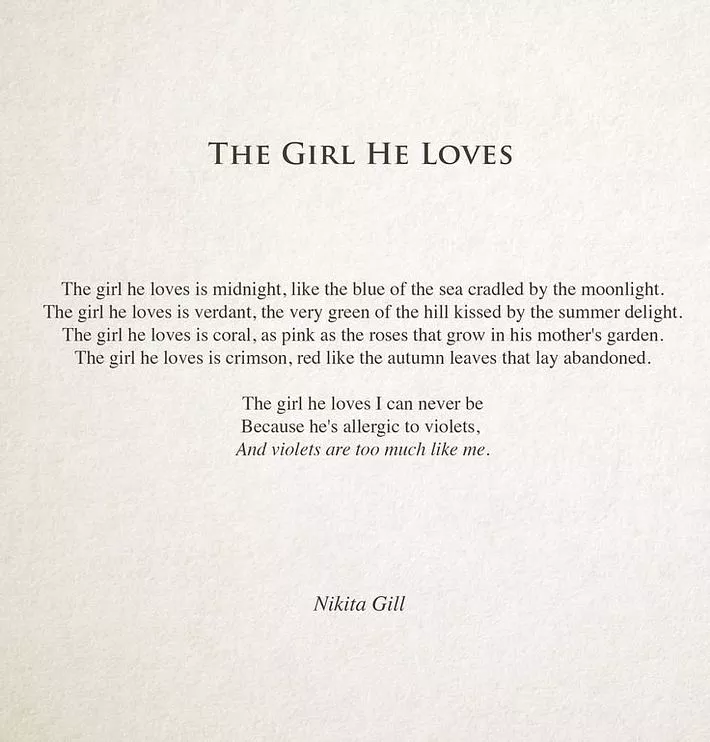 THE GIRL HE LOVES
The girl he loves is midnight, like the blue of the sea cradled by the moonlight.
The girl he loves is verdant, the very green of the hill kissed by the summer delight.
The girl he loves is coral, as pink as the roses that grow in his mother's garden.
The girl he loves is crimson, red like the autumn leaves that lay abandoned.
The girl he loves I can never be
Because he's allergic to violets,
And violets are too much like me.
Nikita Gill